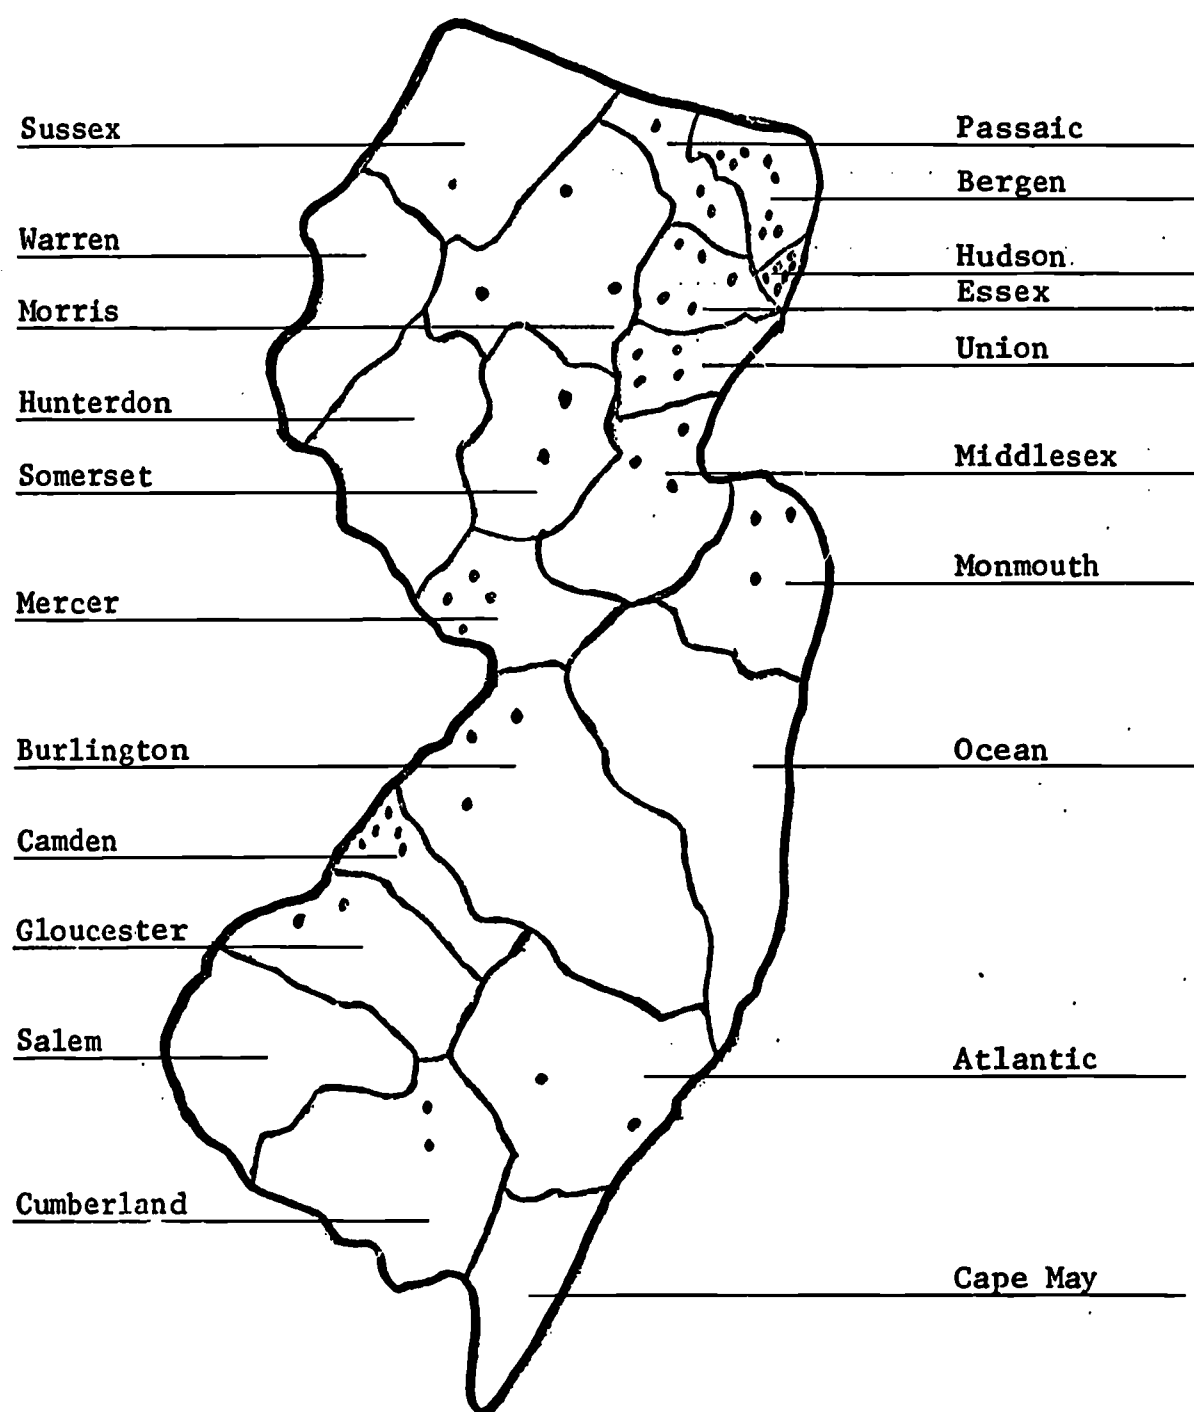 Sussex
Warren
Morris
Hunterdon
Somerset
Mercer
Burlington
Camden
Gloucester
Salem
Cumberland
Passaic
Bergen
Hudson
Essex
Union
Middlesex
Monmouth
Ocean
Atlantic
Cape May